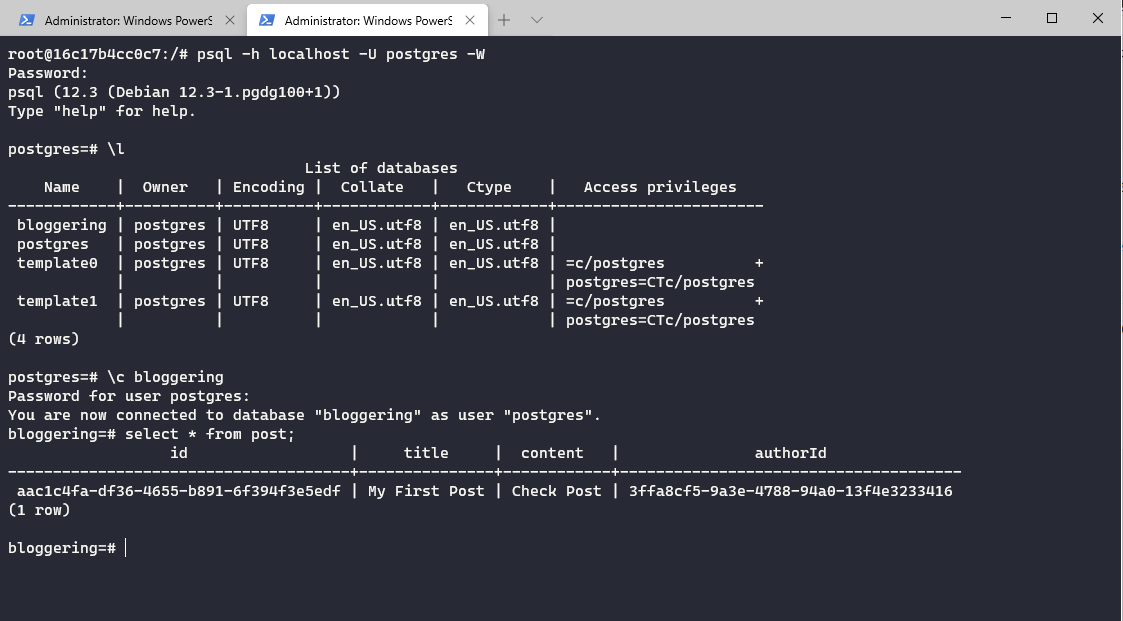 Administrator: Windows PowerS
Administrator: Windows PowerS
root@16c17b4cc0c7:/# psql -h localhost -U postgres -W
Password:
psql (12.3 (Debian 12.3-1.pgdg100+1))
Type "help" for help.
postgres=# \l
                                 List of databases
    Name    |  Owner   | Encoding |  Collate   |   Ctype    |   Access privileges
------------+----------+----------+------------+------------+-----------------------
 bloggering | postgres | UTF8     | en_US.utf8 | en_US.utf8 |
 postgres   | postgres | UTF8     | en_US.utf8 | en_US.utf8 |
 template0  | postgres | UTF8     | en_US.utf8 | en_US.utf8 | =c/postgres          +
            |          |          |            |            | postgres=CTc/postgres
 template1  | postgres | UTF8     | en_US.utf8 | en_US.utf8 | =c/postgres          +
            |          |          |            |            | postgres=CTc/postgres
(4 rows)
postgres=# \c bloggering
Password for user postgres:
You are now connected to database "bloggering" as user "postgres".
bloggering=# select * from post;
                  id                  |     title     |  content   |               authorId
--------------------------------------+---------------+------------+--------------------------------------
 aac1c4fa-df36-4655-b891-6f394f3e5edf | My First Post | Check Post | 3ffa8cf5-9a3e-4788-94a0-13f4e3233416
(1 row)
bloggering=#